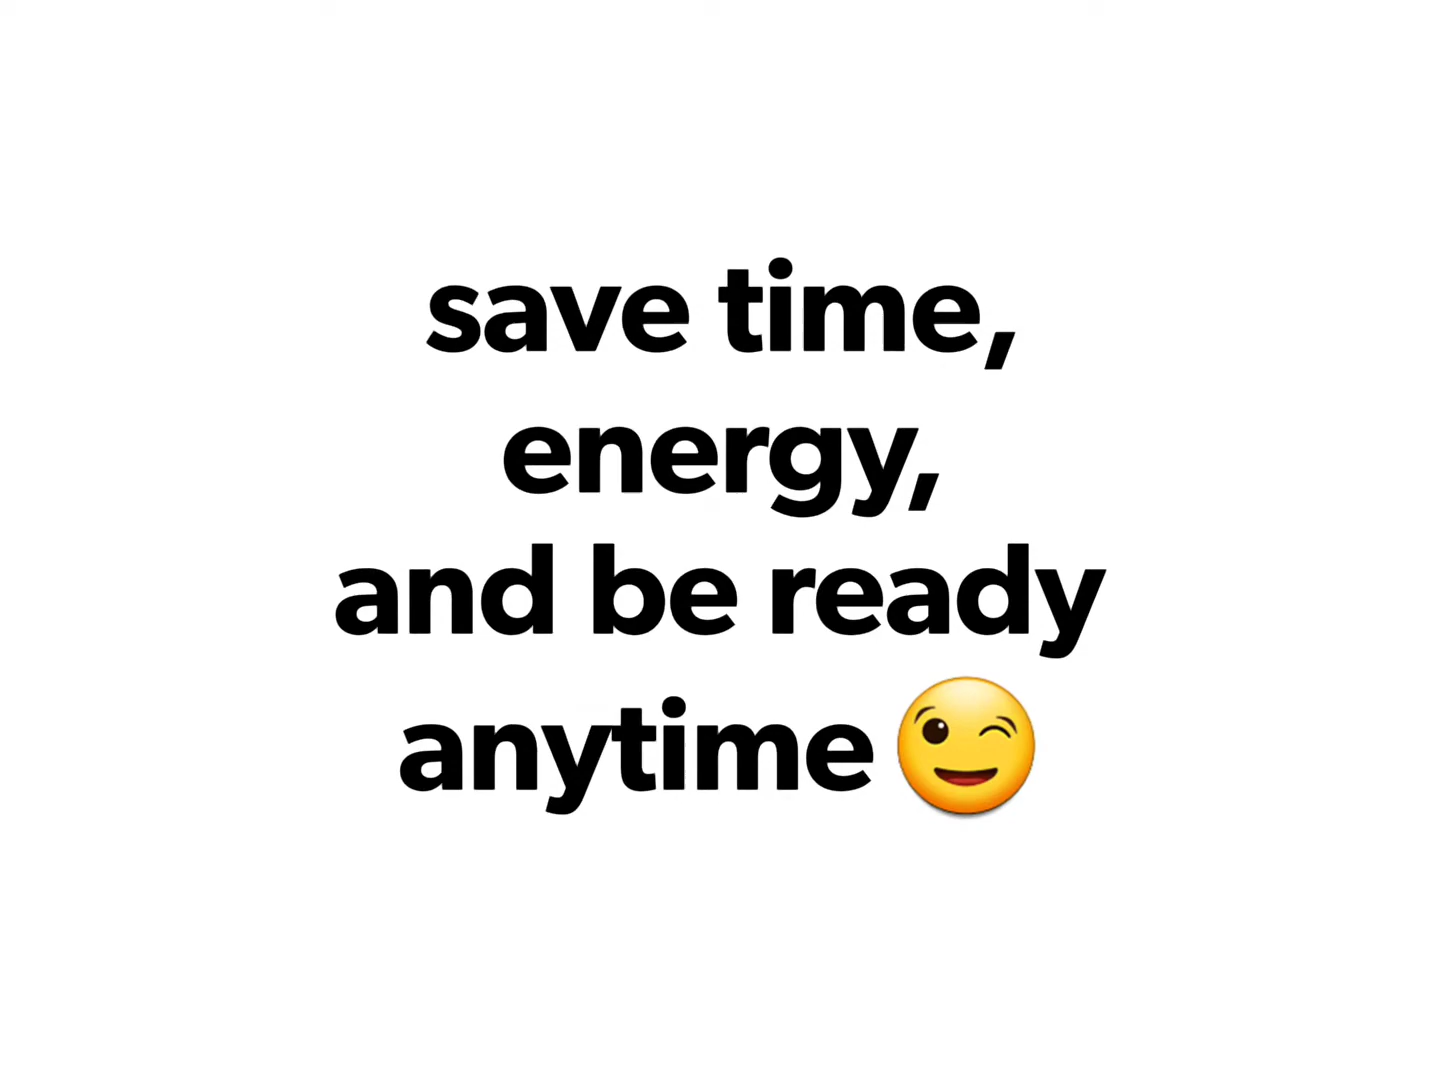 save time,
energy,
and be ready
anytime 😉